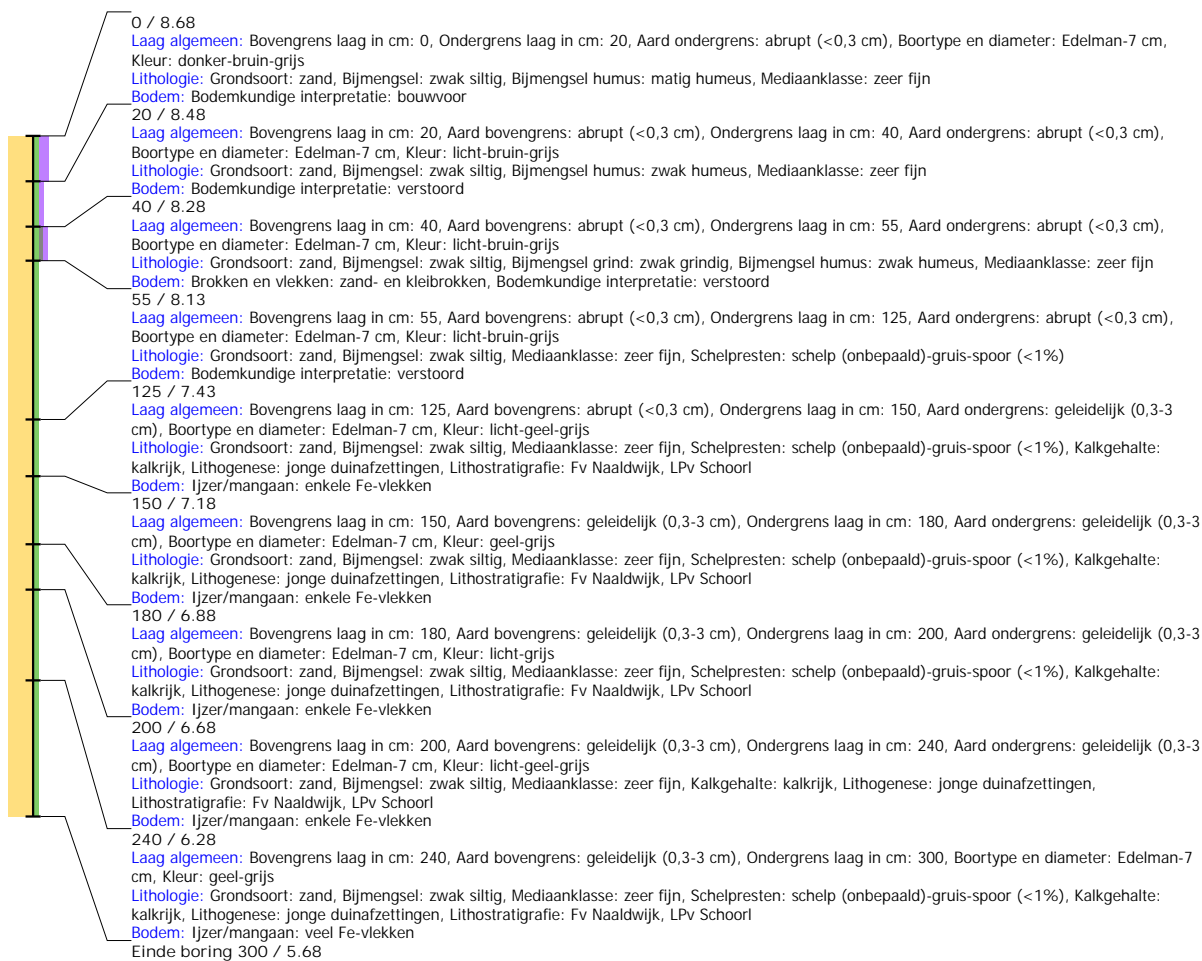 0 / 8.68
Laag algemeen: Bovengrens laag in cm: 0, Ondergrens laag in cm: 20, Aard ondergrens: abrupt (<0,3 cm), Boortype en diameter: Edelman-7 cm,
Kleur: donker-bruin-grijs
Lithologie: Grondsoort: zand, Bijmengsel: zwak siltig, Bijmengsel humus: matig humeus, Mediaanklasse: zeer fijn
Bodem: Bodemkundige interpretatie: bouwvoor
20 / 8.48
Laag algemeen: Bovengrens laag in cm: 20, Aard bovengrens: abrupt (<0,3 cm), Ondergrens laag in cm: 40, Aard ondergrens: abrupt (<0,3 cm),
Boortype en diameter: Edelman-7 cm, Kleur: licht-bruin-grijs
Lithologie: Grondsoort: zand, Bijmengsel: zwak siltig, Bijmengsel humus: zwak humeus, Mediaanklasse: zeer fijn
Bodem: Bodemkundige interpretatie: verstoord
40 / 8.28
Laag algemeen: Bovengrens laag in cm: 40, Aard bovengrens: abrupt (<0,3 cm), Ondergrens laag in cm: 55, Aard ondergrens: abrupt (<0,3 cm),
Boortype en diameter: Edelman-7 cm, Kleur: licht-bruin-grijs
Lithologie: Grondsoort: zand, Bijmengsel: zwak siltig, Bijmengsel grind: zwak grindig, Bijmengsel humus: zwak humeus, Mediaanklasse: zeer fijn
Bodem: Brokken en vlekken: zand- en kleibrokken, Bodemkundige interpretatie: verstoord
55 / 8.13
Laag algemeen: Bovengrens laag in cm: 55, Aard bovengrens: abrupt (<0,3 cm), Ondergrens laag in cm: 125, Aard ondergrens: abrupt (<0,3 cm),
Boortype en diameter: Edelman-7 cm, Kleur: licht-bruin-grijs
Lithologie: Grondsoort: zand, Bijmengsel: zwak siltig, Mediaanklasse: zeer fijn, Schelpresten: schelp (onbepaald)-gruis-spoor (<1%)
Bodem: Bodemkundige interpretatie: verstoord
125 / 7.43
Laag algemeen: Bovengrens laag in cm: 125, Aard bovengrens: abrupt (<0,3 cm), Ondergrens laag in cm: 150, Aard ondergrens: geleidelijk (0,3-3
cm), Boortype en diameter: Edelman-7 cm, Kleur: licht-geel-grijs
Lithologie: Grondsoort: zand, Bijmengsel: zwak siltig, Mediaanklasse: zeer fijn, Schelpresten: schelp (onbepaald)-gruis-spoor (<1%), Kalkgehalte:
kalkrijk, Lithogenese: jonge duinafzettingen, Lithostratigrafie: Fv Naaldwijk, LPv Schoorl
Bodem: Ijzer/mangaan: enkele Fe-vlekken
150 / 7.18
Laag algemeen: Bovengrens laag in cm: 150, Aard bovengrens: geleidelijk (0,3-3 cm), Ondergrens laag in cm: 180, Aard ondergrens: geleidelijk (0,3-3
cm), Boortype en diameter: Edelman-7 cm, Kleur: geel-grijs
Lithologie: Grondsoort: zand, Bijmengsel: zwak siltig, Mediaanklasse: zeer fijn, Schelpresten: schelp (onbepaald)-gruis-spoor (<1%), Kalkgehalte:
kalkrijk, Lithogenese: jonge duinafzettingen, Lithostratigrafie: Fv Naaldwijk, LPv Schoorl
Bodem: Ijzer/mangaan: enkele Fe-vlekken
180 / 6.88
Laag algemeen: Bovengrens laag in cm: 180, Aard bovengrens: geleidelijk (0,3-3 cm), Ondergrens laag in cm: 200, Aard ondergrens: geleidelijk (0,3-3
cm), Boortype en diameter: Edelman-7 cm, Kleur: licht-grijs
Lithologie: Grondsoort: zand, Bijmengsel: zwak siltig, Mediaanklasse: zeer fijn, Schelpresten: schelp (onbepaald)-gruis-spoor (<1%), Kalkgehalte:
kalkrijk, Lithogenese: jonge duinafzettingen, Lithostratigrafie: Fv Naaldwijk, LPv Schoorl
Bodem: Ijzer/mangaan: enkele Fe-vlekken
200 / 6.68
Laag algemeen: Bovengrens laag in cm: 200, Aard bovengrens: geleidelijk (0,3-3 cm), Ondergrens laag in cm: 240, Aard ondergrens: geleidelijk (0,3-3
cm), Boortype en diameter: Edelman-7 cm, Kleur: licht-geel-grijs
Lithologie: Grondsoort: zand, Bijmengsel: zwak siltig, Mediaanklasse: zeer fijn, Kalkgehalte: kalkrijk, Lithogenese: jonge duinafzettingen,
Lithostratigrafie: Fv Naaldwijk, LPv Schoorl
Bodem: Ijzer/mangaan: enkele Fe-vlekken
240 / 6.28
Laag algemeen: Bovengrens laag in cm: 240, Aard bovengrens: geleidelijk (0,3-3 cm), Ondergrens laag in cm: 300, Boortype en diameter: Edelman-7
cm, Kleur: geel-grijs
Lithologie: Grondsoort: zand, Bijmengsel: zwak siltig, Mediaanklasse: zeer fijn, Schelpresten: schelp (onbepaald)-gruis-spoor (<1%), Kalkgehalte:
kalkrijk, Lithogenese: jonge duinafzettingen, Lithostratigrafie: Fv Naaldwijk, LPv Schoorl
Bodem: Ijzer/mangaan: veel Fe-vlekken
Einde boring 300 / 5.68